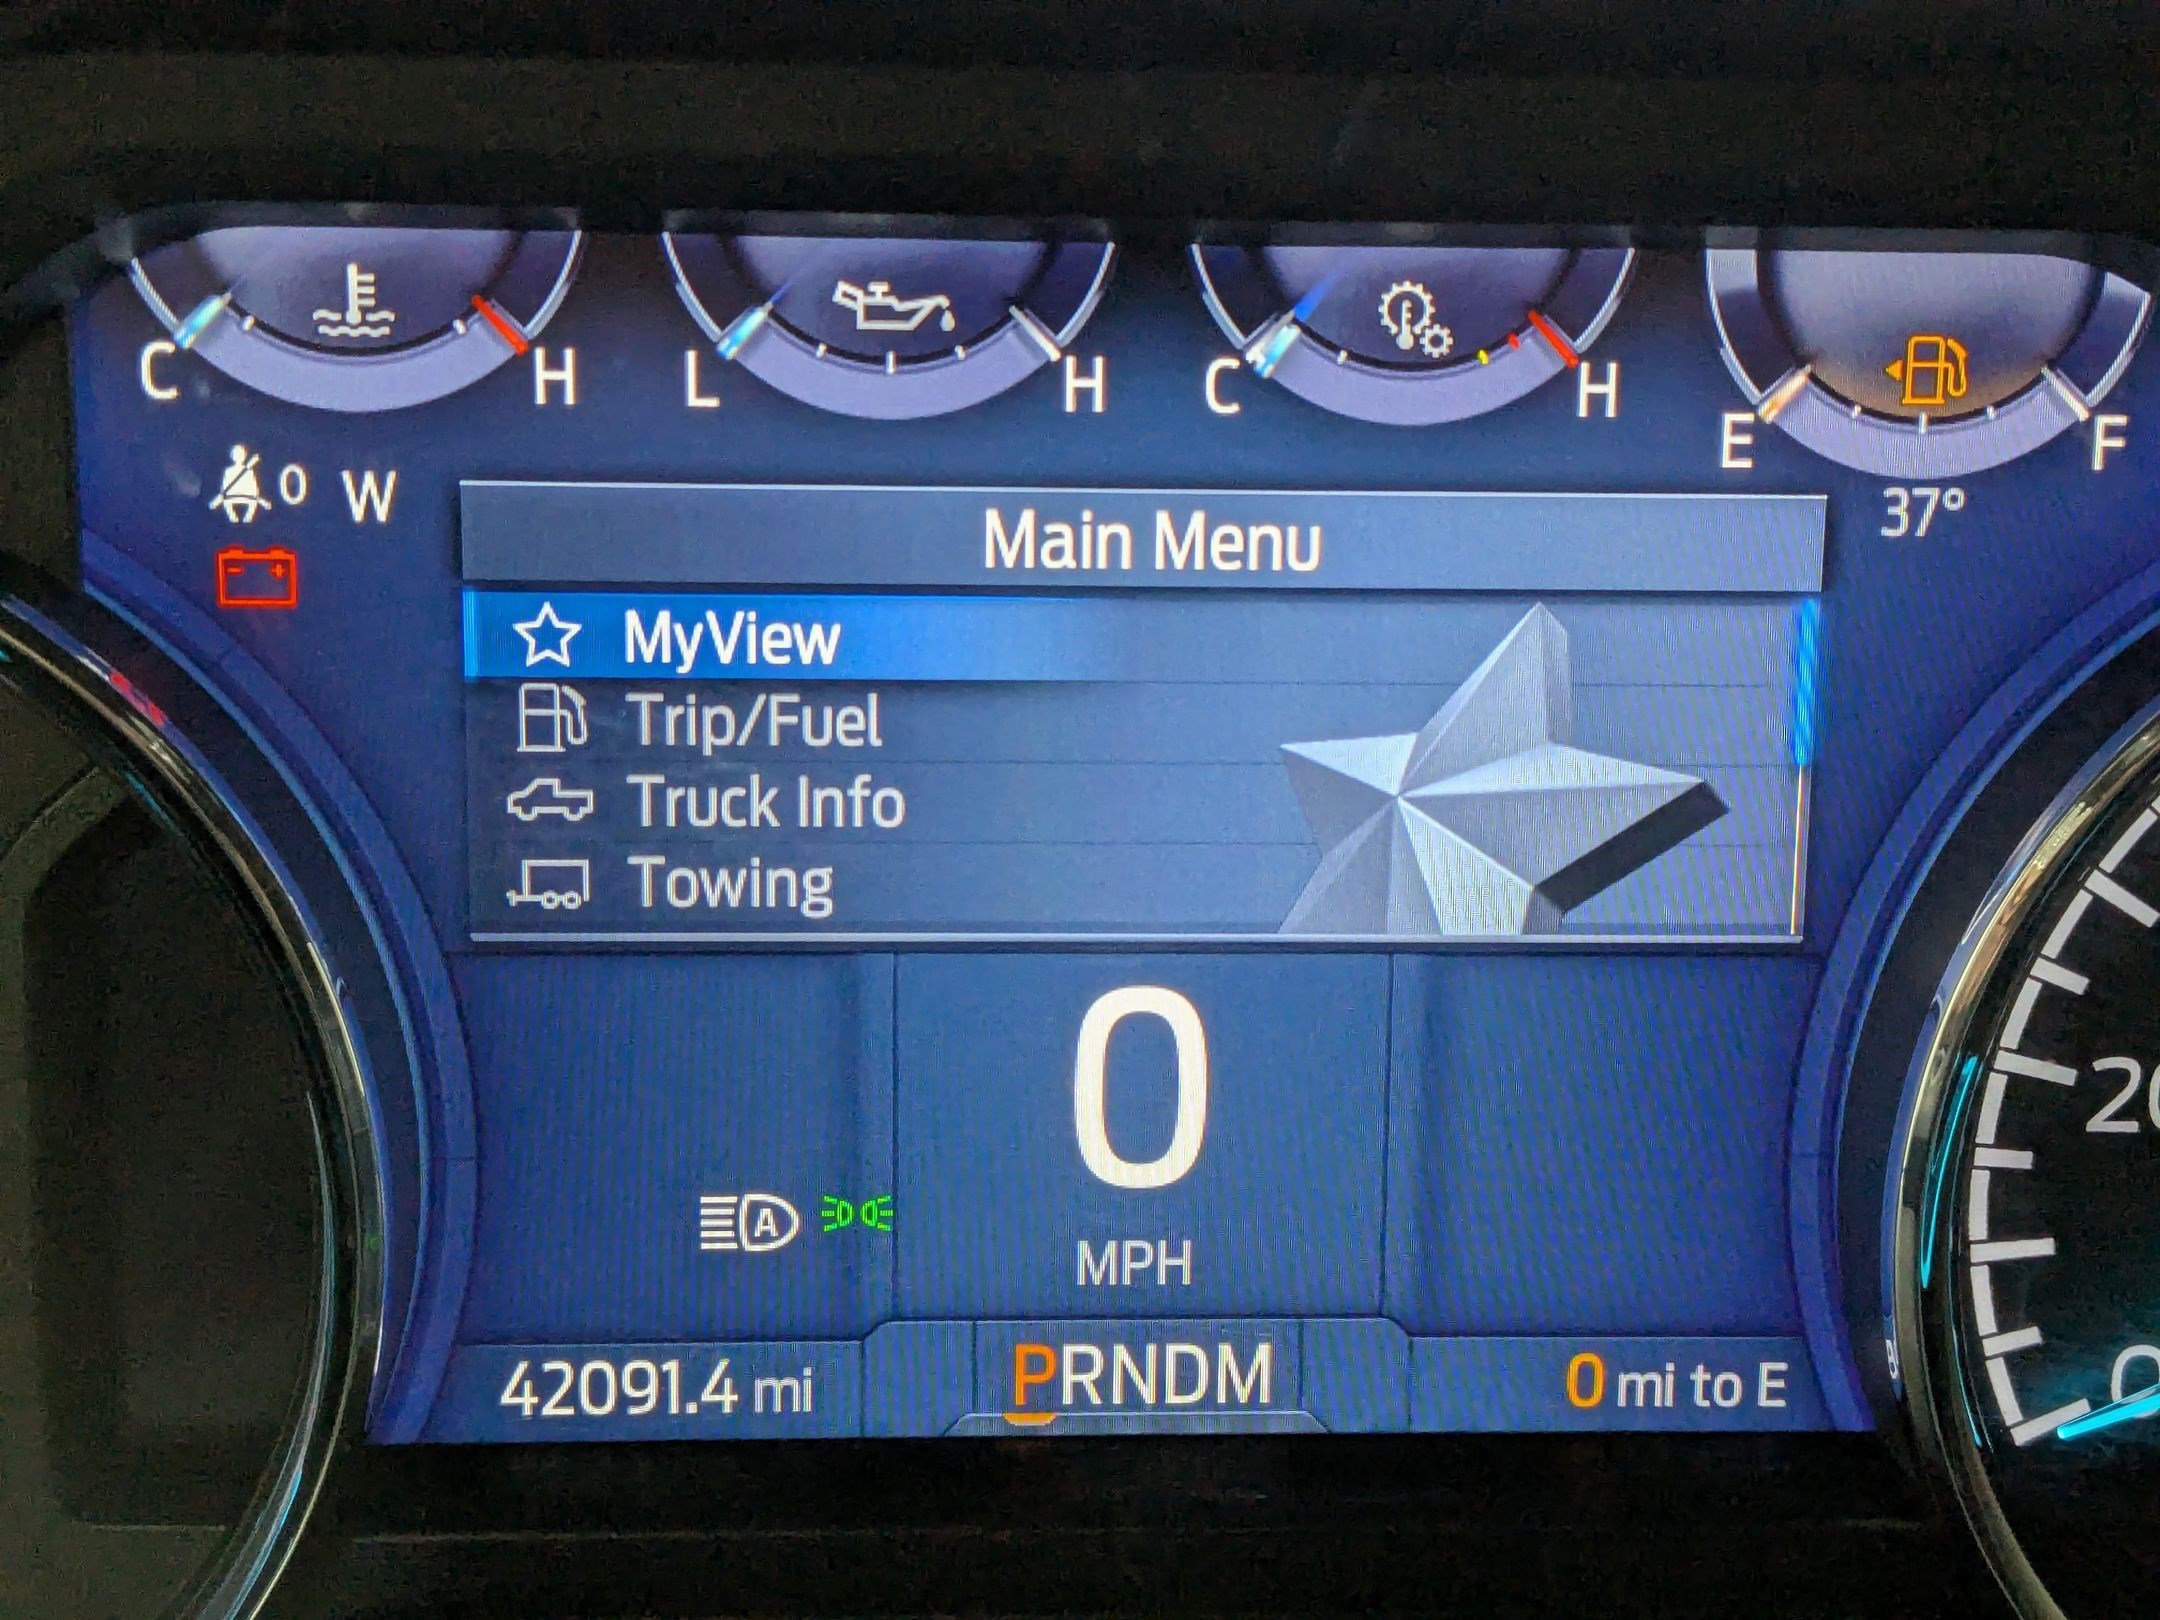 C H
L H
C H
E F
0 W
37°
Main Menu
MyView
Trip/Fuel
Truck Info
Towing
0
MPH
A
42091.4 mi
PRNDM
0 mi to E
0